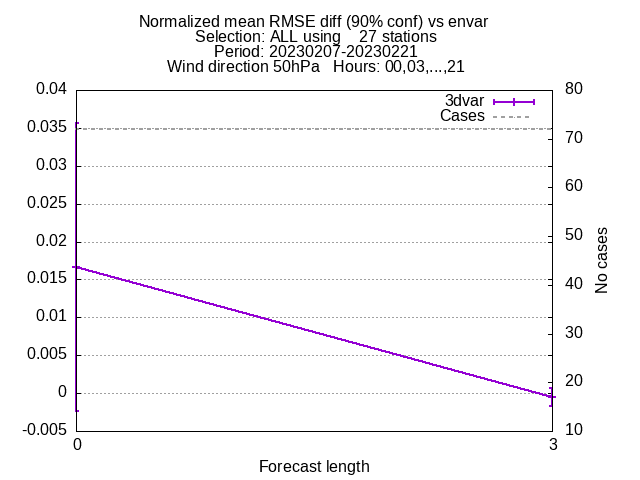 Normalized mean RMSE diff (90% conf) vs envar
Selection: ALL using    27 stations
Period: 20230207-20230221
Wind direction 50hPa   Hours: 00,03,...,21
3dvar
Cases
0.04
0.035
0.03
0.025
0.02
0.015
0.01
0.005
0
-0.005
80
70
60
50
40
30
20
10
No cases
0
3
Forecast length